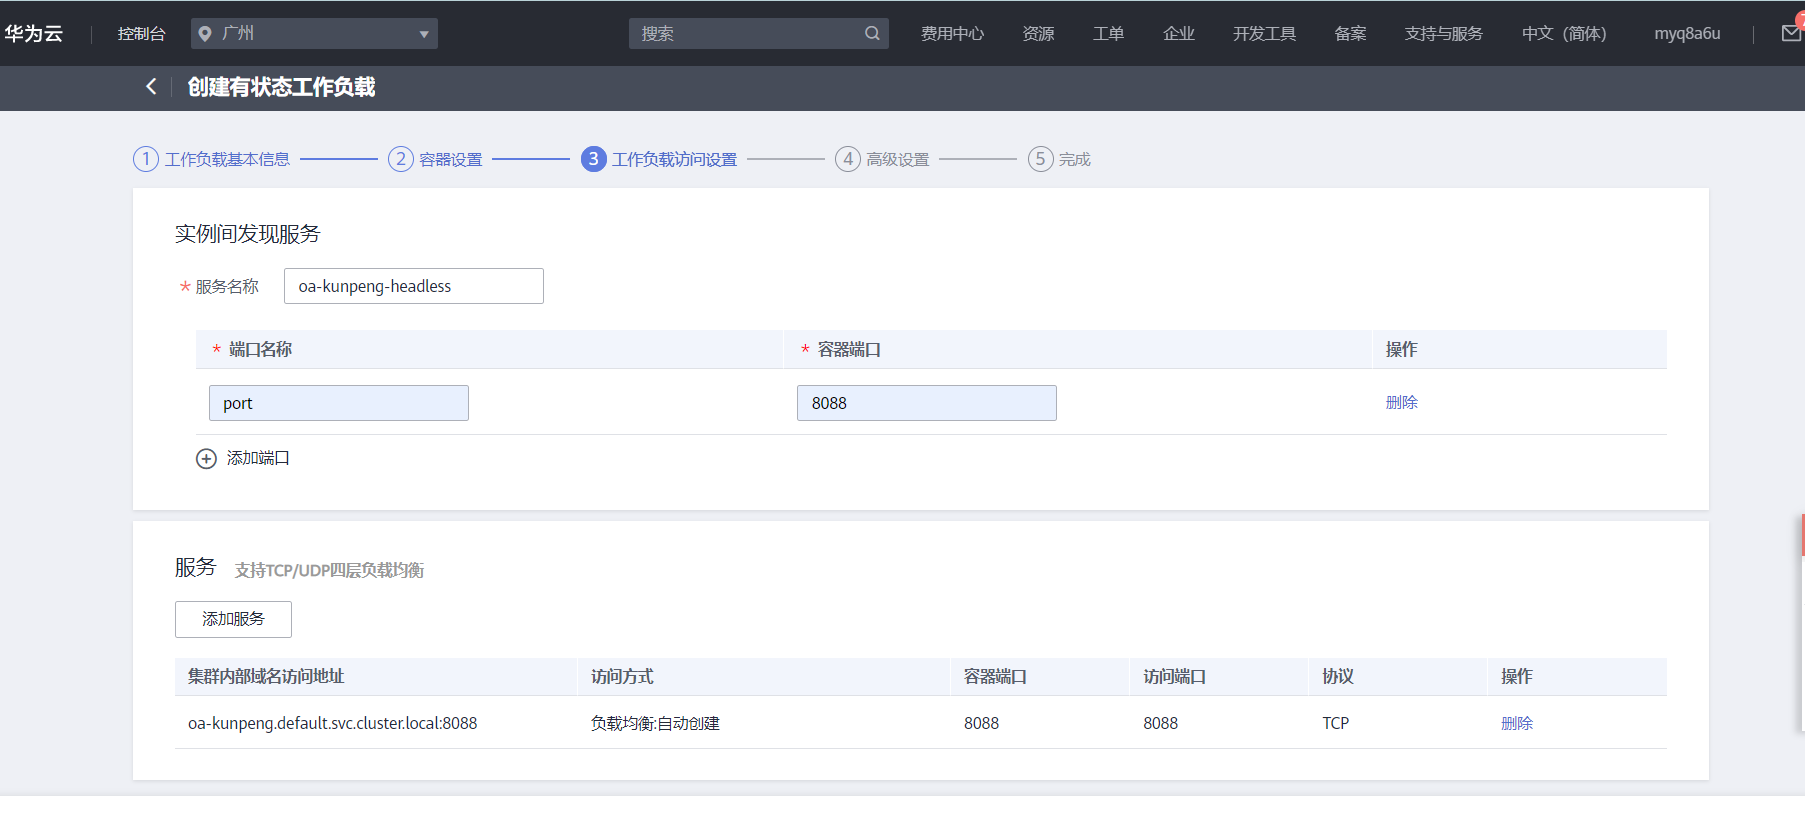 华为云 控制台 广州 搜索 费用中心 资源 工单 企业 开发工具 备案 支持与服务 中文（简体） myq8a6u
创建有状态工作负载
1 工作负载基本信息 2 容器设置 3 工作负载访问设置 4 高级设置 5 完成
实例间发现服务
* 服务名称 oa-kunpeng-headless
* 端口名称 * 容器端口 操作
port 8088 删除
添加端口
服务 支持TCP/UDP四层负载均衡
添加服务
集群内部域名访问地址 访问方式 容器端口 访问端口 协议 操作
oa-kunpeng.default.svc.cluster.local:8088 负载均衡:自动创建 8088 8088 TCP 删除